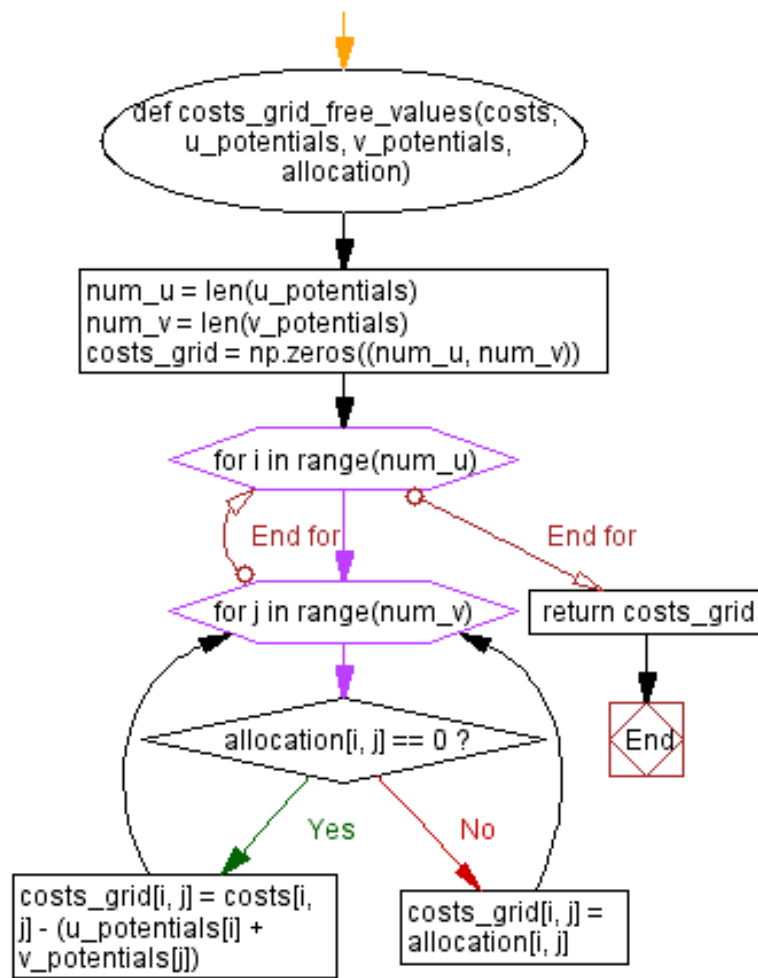 def costs_grid_free_values(costs,
u_potentials, v_potentials,
allocation)
num_u = len(u_potentials)
num_v = len(v_potentials)
costs_grid = np.zeros((num_u, num_v))
for i in range(num_u)
End for
End for
for j in range(num_v)
return costs_grid
allocation[i, j] == 0 ?
End
Yes
No
costs_grid[i, j] = costs[i,
j] - (u_potentials[i] +
v_potentials[j])
costs_grid[i, j] =
allocation[i, j]